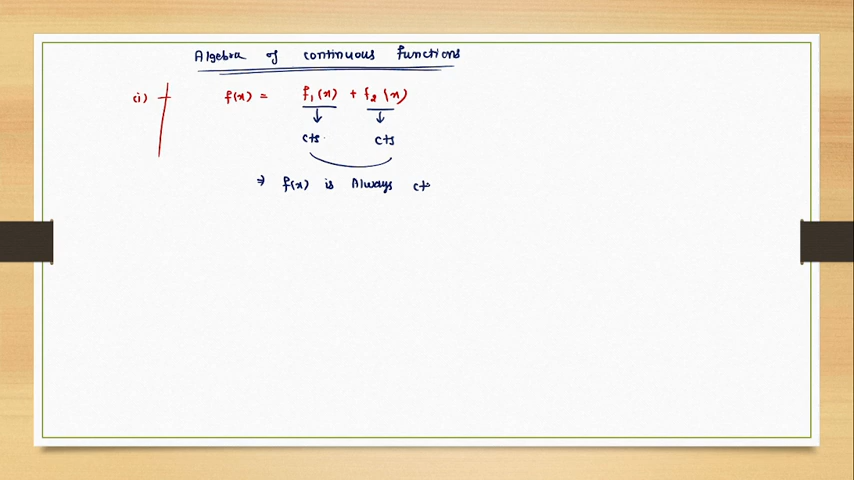 Algebra of continuous functions
(i) f(x) = f₁(x) + f₂(x)
↓ ↓
cts. cts
⇒ f(x) is Always cts